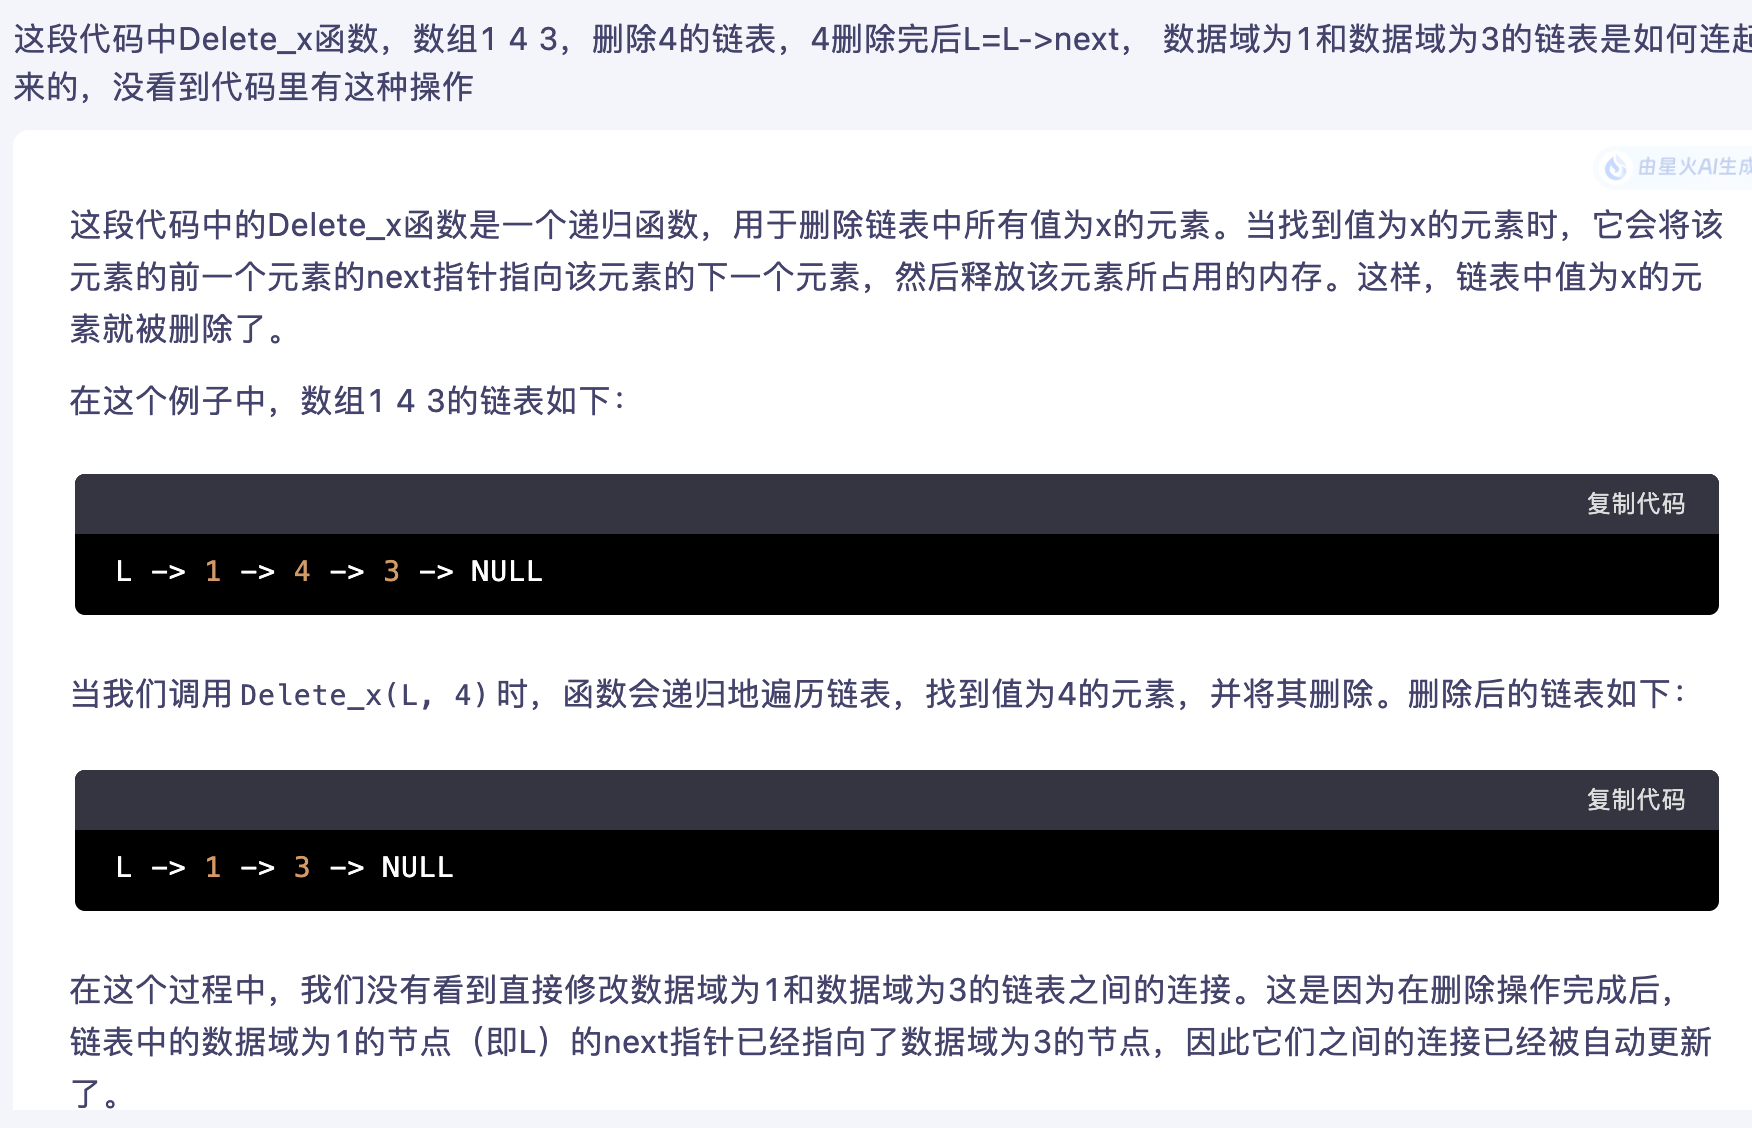 这段代码中Delete_x函数，数组1 4 3，删除4的链表，4删除完后L=L->next， 数据域为1和数据域为3的链表是如何连起
来的，没看到代码里有这种操作
由星火AI生成
这段代码中的Delete_x函数是一个递归函数，用于删除链表中所有值为x的元素。当找到值为x的元素时，它会将该
元素的前一个元素的next指针指向该元素的下一个元素，然后释放该元素所占用的内存。这样，链表中值为x的元
素就被删除了。
在这个例子中，数组1 4 3的链表如下：
复制代码
L -> 1 -> 4 -> 3 -> NULL
当我们调用Delete_x(L, 4)时，函数会递归地遍历链表，找到值为4的元素，并将其删除。删除后的链表如下：
复制代码
L -> 1 -> 3 -> NULL
在这个过程中，我们没有看到直接修改数据域为1和数据域为3的链表之间的连接。这是因为在删除操作完成后，
链表中的数据域为1的节点（即L）的next指针已经指向了数据域为3的节点，因此它们之间的连接已经被自动更新
了。